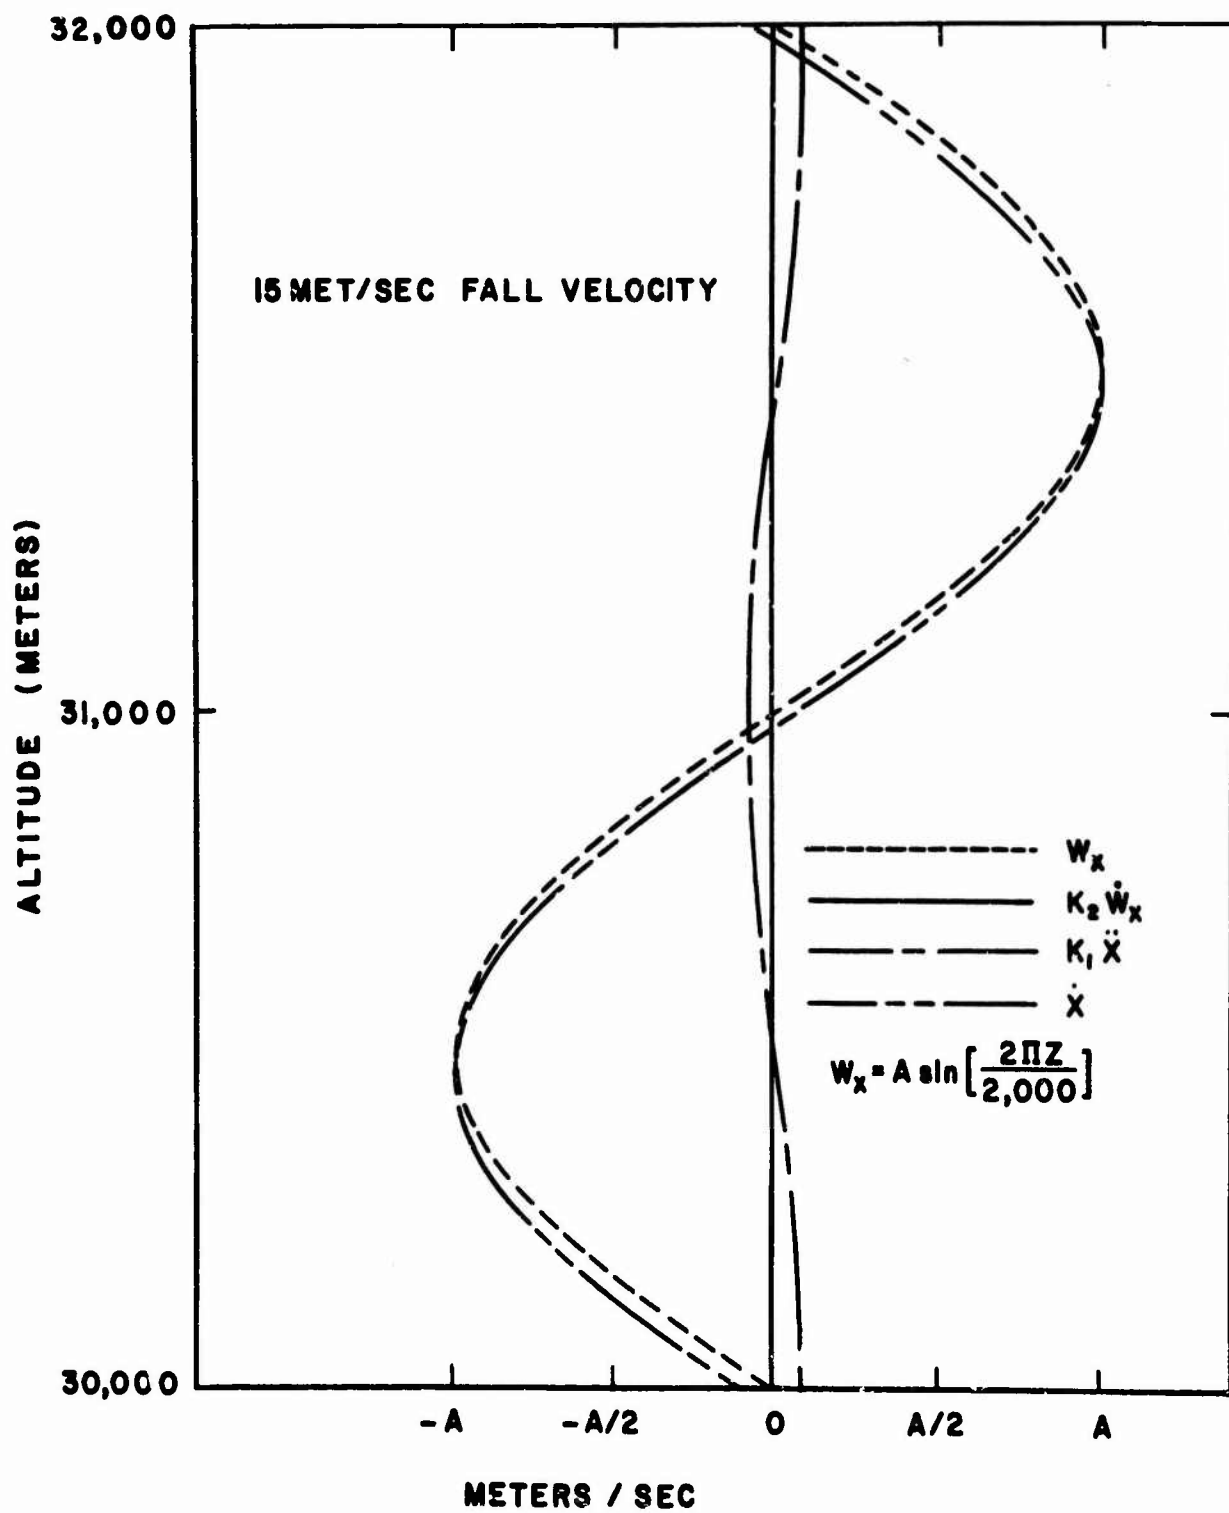 32,000
15 MET/SEC FALL VELOCITY
ALTITUDE (METERS)
31,000
Wₓ
K₂ Ẇₓ
K₁ Ẍ
Ẋ
Wₓ = A sin [2ΠZ / 2,000]
30,000
-A -A/2 0 A/2 A
METERS / SEC